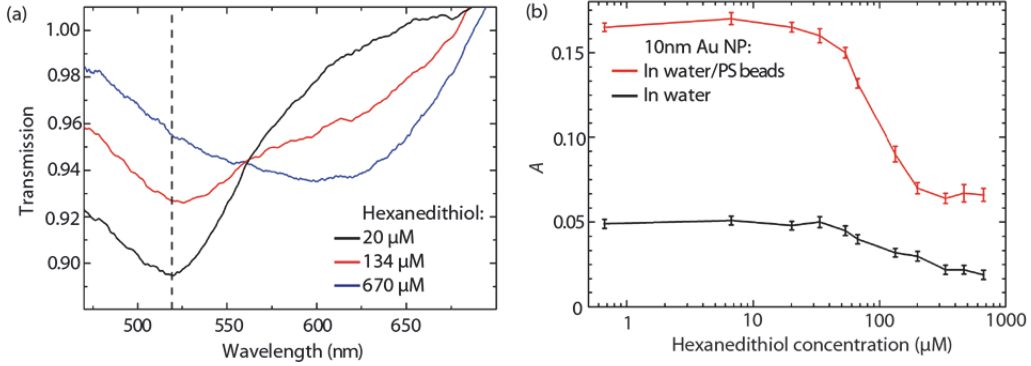 (a)
1.00
0.98
0.96
0.94
0.92
0.90
Transmission
Hexanedithiol:
20 μM
134 μM
670 μM
500
550
600
650
Wavelength (nm)
(b)
0.15
0.10
0.05
0
A
10nm Au NP:
In water/PS beads
In water
1
10
100
1000
Hexanedithiol concentration (μM)